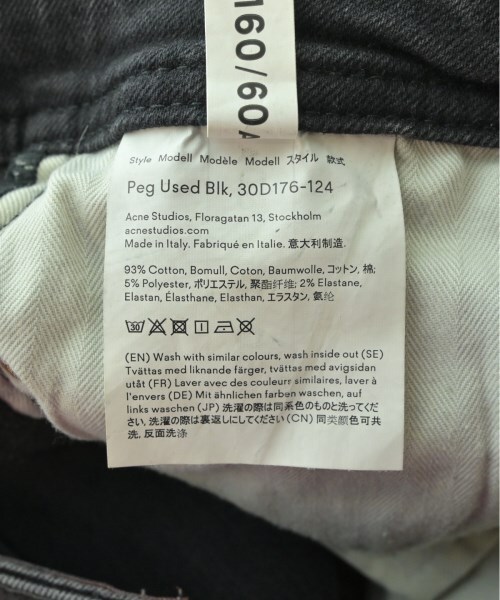 160/60A
Style Modell Modèle Modell スタイル 款式
Peg Used Blk, 30D176-124
Acne Studios, Floragatan 13, Stockholm
acnestudios.com
Made in Italy. Fabriqué en Italie. 意大利制造.
93% Cotton, Bomull, Coton, Baumwolle, コットン, 棉;
5% Polyester, ポリエステル, 聚酯纤维; 2% Elastane,
Elastan, Élasthane, Elasthan, エラスタン, 氨纶
30
(EN) Wash with similar colours, wash inside out (SE)
Tvättas med liknande färger, tvättas med avigsidan
utåt (FR) Laver avec des couleurs similaires, laver à
l'envers (DE) Mit ähnlichen farben waschen, auf
links waschen (JP) 洗濯の際は同系色のものと洗ってくださ
い, 洗濯の際は裏返しにしてください (CN) 同类颜色可共
洗, 反面洗涤